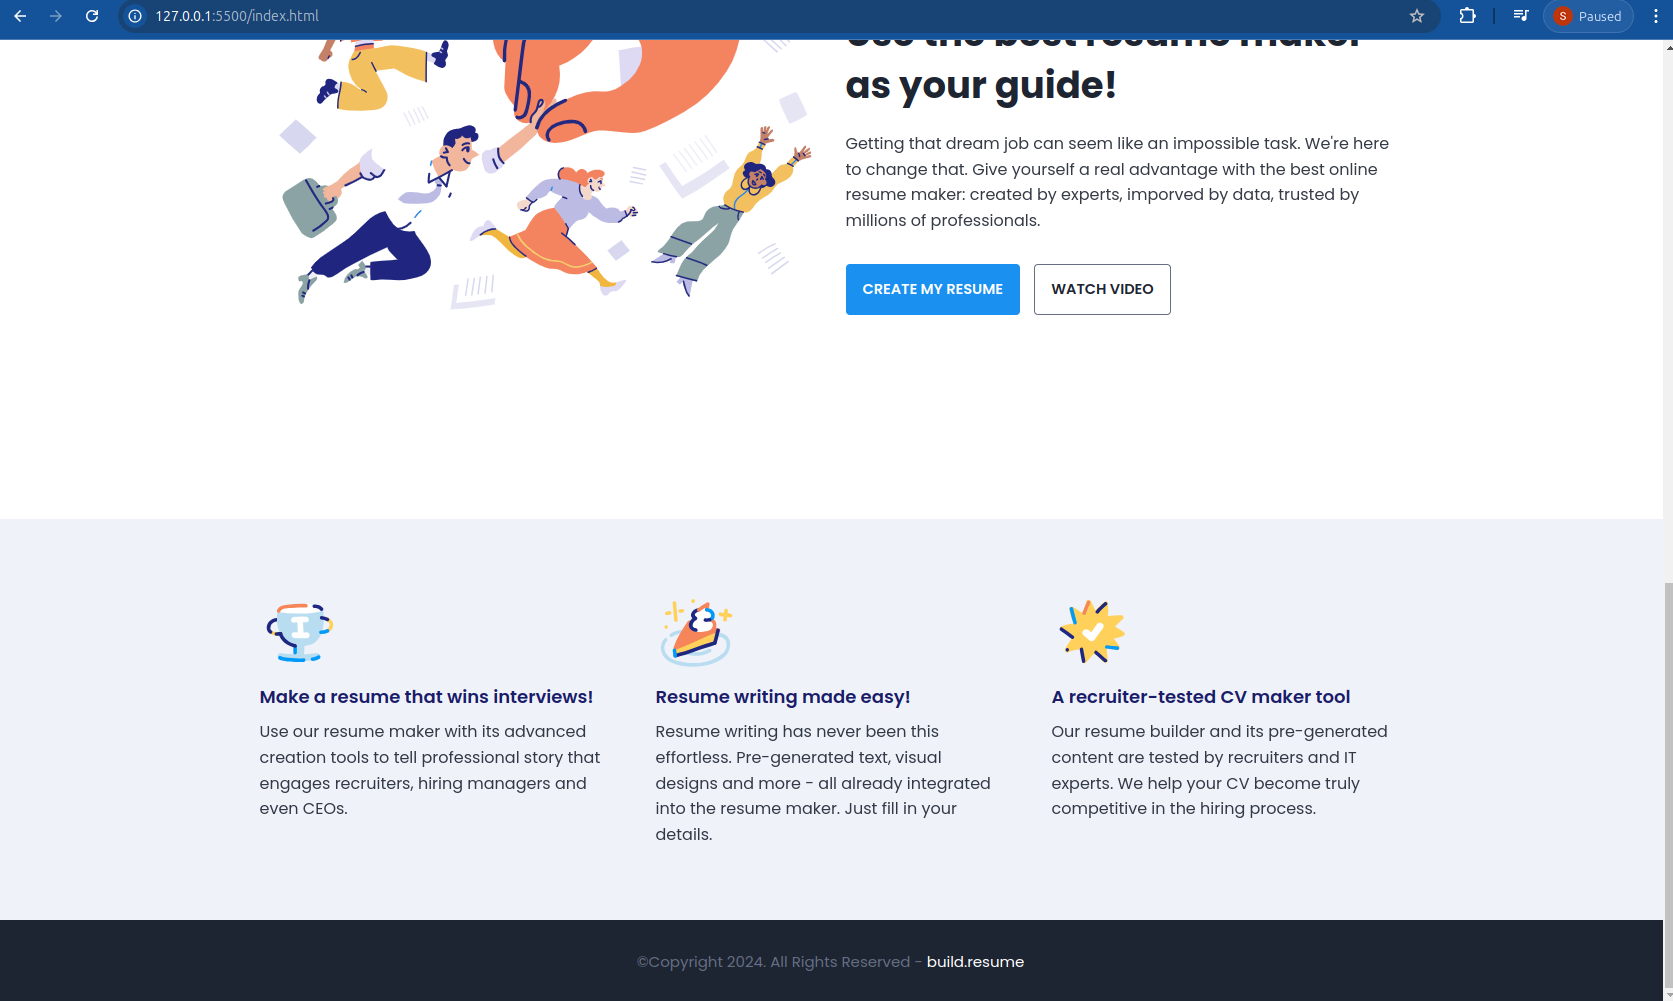 127.0.0.1:5500/index.html
S Paused
Use the best resume maker
as your guide!
Getting that dream job can seem like an impossible task. We're here
to change that. Give yourself a real advantage with the best online
resume maker: created by experts, imporved by data, trusted by
millions of professionals.
CREATE MY RESUME
WATCH VIDEO
Make a resume that wins interviews!
Use our resume maker with its advanced
creation tools to tell professional story that
engages recruiters, hiring managers and
even CEOs.
Resume writing made easy!
Resume writing has never been this
effortless. Pre-generated text, visual
designs and more - all already integrated
into the resume maker. Just fill in your
details.
A recruiter-tested CV maker tool
Our resume builder and its pre-generated
content are tested by recruiters and IT
experts. We help your CV become truly
competitive in the hiring process.
©Copyright 2024. All Rights Reserved - build.resume